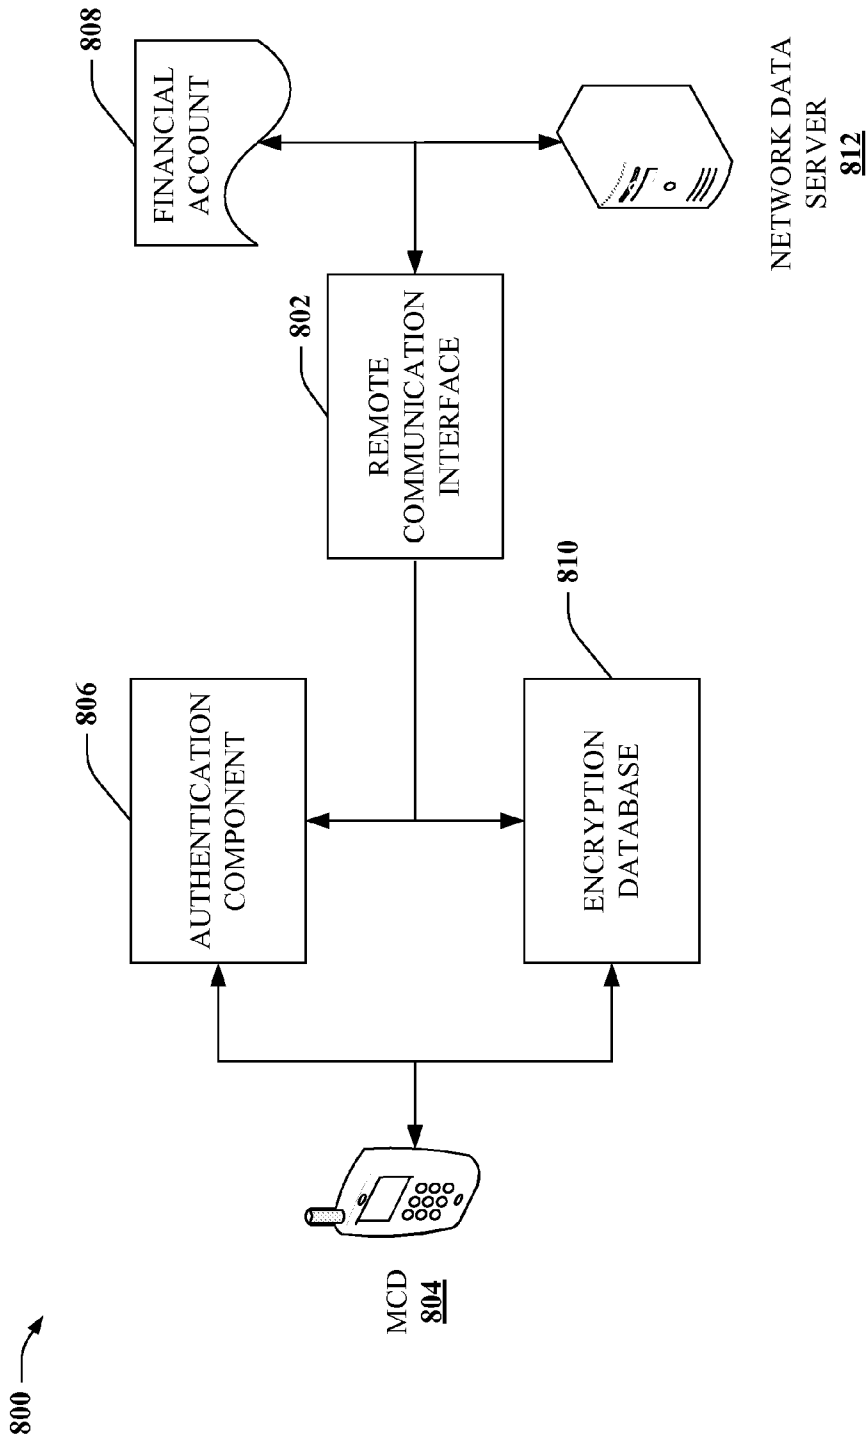 800
MCD
804
806
AUTHENTICATION
COMPONENT
810
ENCRYPTION
DATABASE
802
REMOTE
COMMUNICATION
INTERFACE
808
FINANCIAL
ACCOUNT
NETWORK DATA
SERVER
812